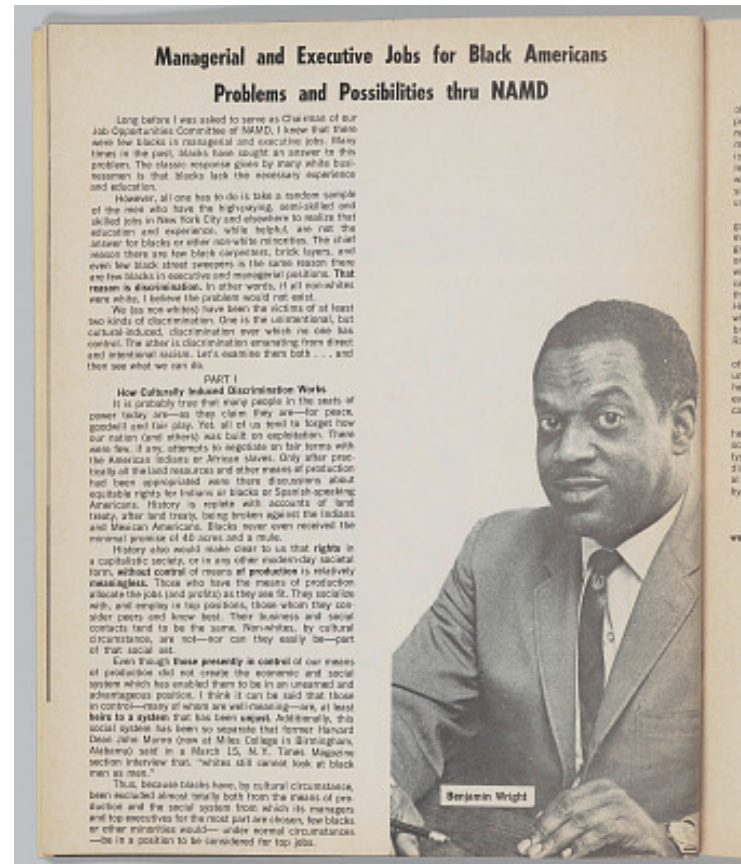 Managerial and Executive Jobs for Black Americans
Problems and Possibilities thru NAMD
Long before I was asked to serve as Chairman of our
Job Opportunities Committee of NAMD, I knew that there
were few blacks in managerial and executive jobs. Many
times in the past, blacks have sought an answer to this
problem. The classic response given by many white busi-
nessmen is that blacks lack the necessary experience
and education.
However, all one has to do is take a random sample
of the men who have the high-paying, semi-skilled and
skilled jobs in New York City and elsewhere to realize that
education and experience, while helpful, are not the
answer for blacks or other non-white minorities. The chief
reason there are few black carpenters, brick layers, and
even few black street sweepers is the same reason there
are few blacks in executive and managerial positions. That
reason is discrimination. In other words, if all non-whites
were white, I believe the problem would not exist.
We (as non-whites) have been the victims of at least
two kinds of discrimination. One is the unintentional, but
cultural-induced, discrimination over which no one has
control. The other is discrimination emanating from direct
and intentional racism. Let's examine them both . . . and
then see what we can do.
PART I
How Culturally Induced Discrimination Works
It is probably true that many people in the seats of
power today are—as they claim they are—for peace,
goodwill and fair play. Yet, all of us tend to forget how
our nation (and others) was built on exploitation. There
were few, if any, attempts to negotiate on fair terms with
the American Indians or African slaves. Only after prac-
tically all the land resources and other means of production
had been appropriated were there discussions about
equitable rights for Indians or blacks or Spanish-speaking
Americans. History is replete with accounts of land
treaty, after land treaty, being broken against the Indians
and Mexican Americans. Blacks never even received the
minimal promise of 40 acres and a mule.
History also would make clear to us that rights in
a capitalistic society, or in any other modern-day societal
form, without control of means of production is relatively
meaningless. Those who have the means of production
allocate the jobs (and profits) as they see fit. They socialize
with, and employ in top positions, those whom they con-
sider peers and know best. Their business and social
contacts tend to be the same. Non-whites, by cultural
circumstance, are not—nor can they easily be—part
of that social set.
Even though those presently in control of our means
of production did not create the economic and social
system which has enabled them to be in an unearned and
advantageous position, I think it can be said that those
in control—many of whom are well-meaning—are, at least
heirs to a system that has been unjust. Additionally, this
social system has been so separate that former Harvard
Dean John Munro (now at Miles College in Birmingham,
Alabama) said in a March 15, N.Y. Times Magazine
section interview that, "whites still cannot look at black
men as men."
Thus, because blacks have, by cultural circumstance,
been excluded almost totally both from the means of pro-
duction and the social system from which its managers
and top executives for the most part are chosen, few blacks
or other minorities would— under normal circumstances
—be in a position to be considered for top jobs.
Benjamin Wright